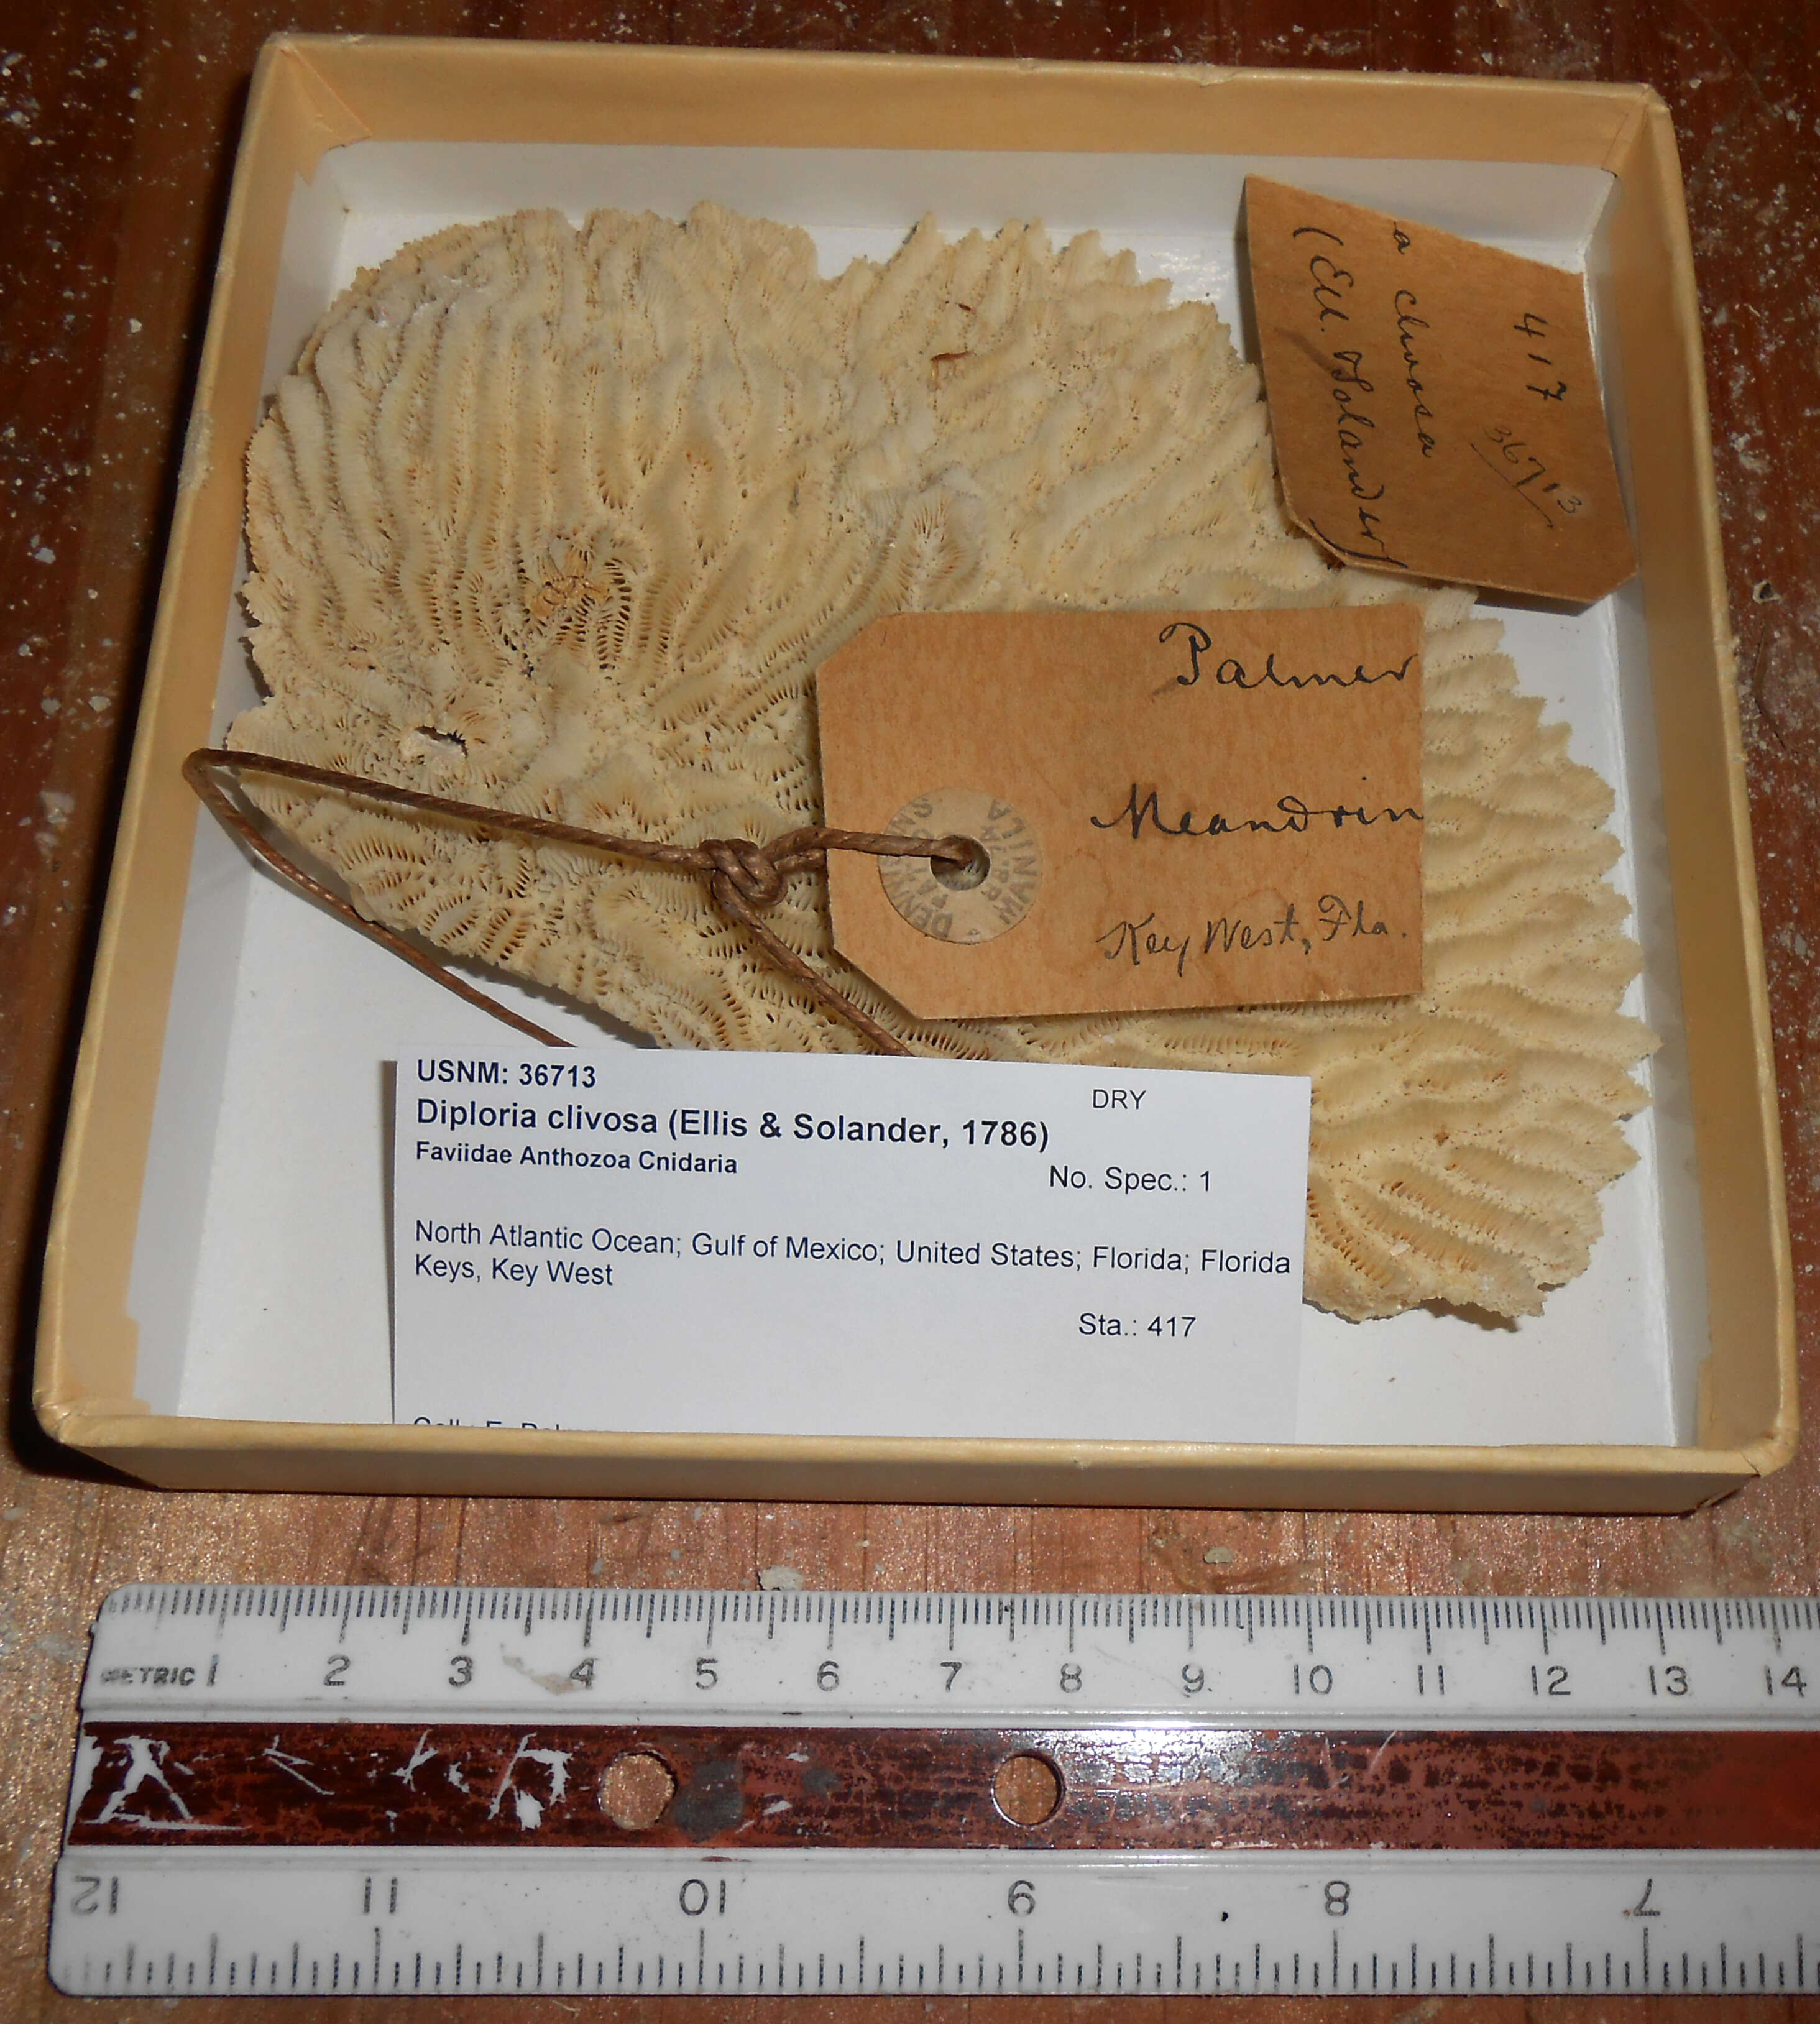 417
36713
a clivosa
(Ell. & Solander)
Palmer
Meandrin
Key West, Fla.
DENNISON
MANILA
USNM: 36713
DRY
Diploria clivosa (Ellis & Solander, 1786)
Faviidae Anthozoa Cnidaria
No. Spec.: 1
North Atlantic Ocean; Gulf of Mexico; United States; Florida; Florida
Keys, Key West
Sta.: 417
METRIC 1 2 3 4 5 6 7 8 9 10 11 12 13 14
12 11 10 9 8 7